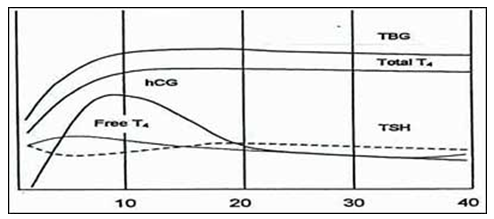 TBG
Total T₄
hCG
Free T₄
TSH
10 20 30 40